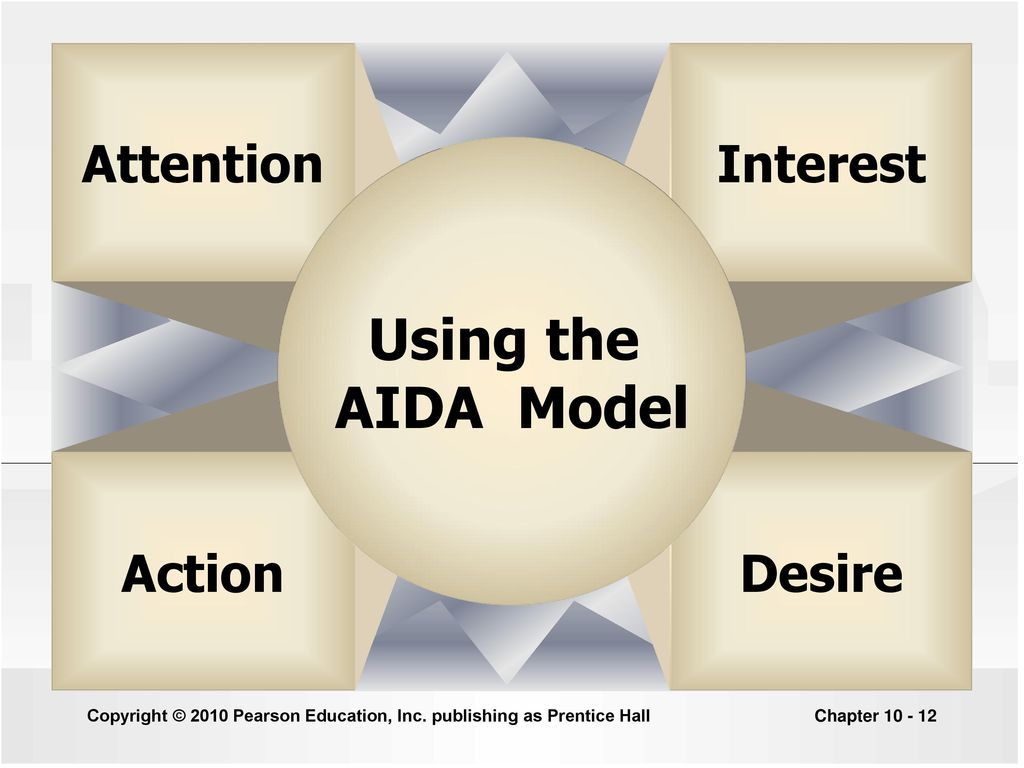 Attention
Interest
Using the
AIDA Model
Action
Desire
Copyright © 2010 Pearson Education, Inc. publishing as Prentice Hall
Chapter 10 - 12